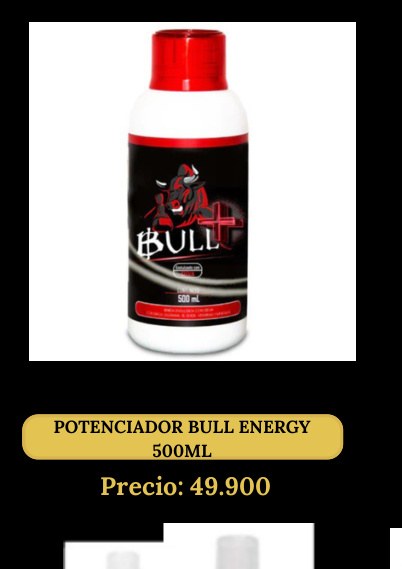 BULL+
500 mL
POTENCIADOR BULL ENERGY
500ML
Precio: 49.900